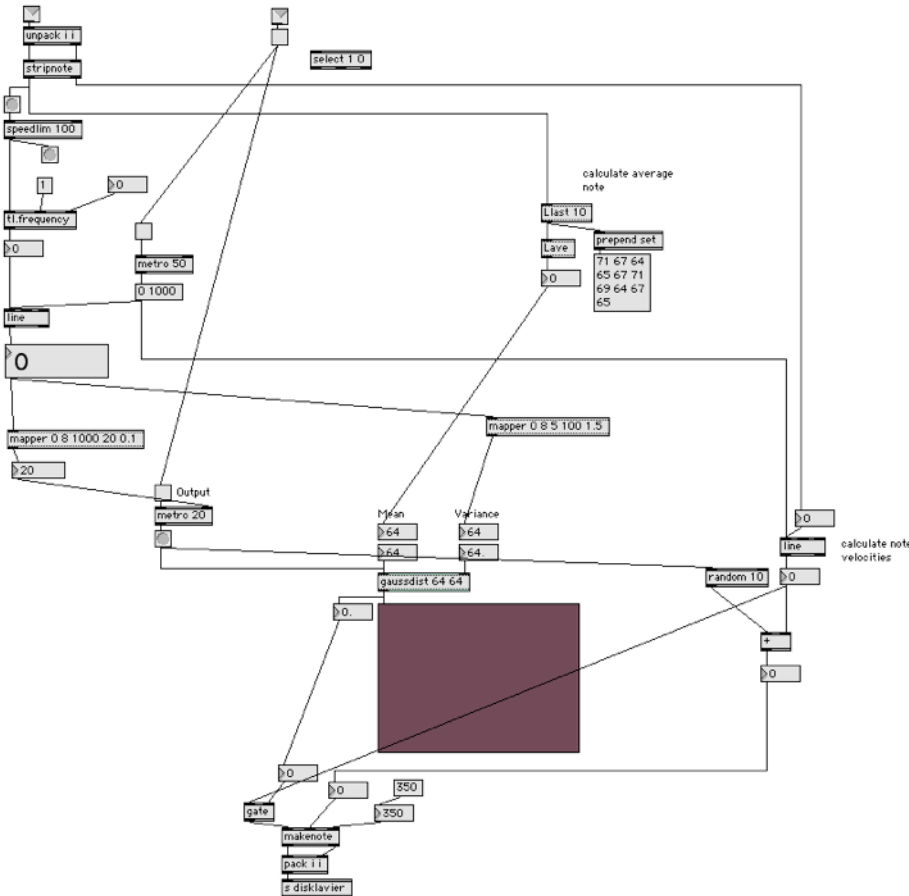 unpack i i
select 1 0
stripnote
speedlim 100
1
0
calculate average
note
tl.frequency
Llast 10
0
prepend set
Lave
metro 50
71 67 64
65 67 71
69 64 67
65
0
0 1000
line
0
mapper 0 8 1000 20 0.1
mapper 0 8 5 100 1.5
20
Output
metro 20
Mean
Variance
64
64
0
64.
64.
line
calculate note
velocities
gaussdist 64 64
random 10
0
0.
+
0
0
0
350
gate
350
makenote
pack i i
s disklavier